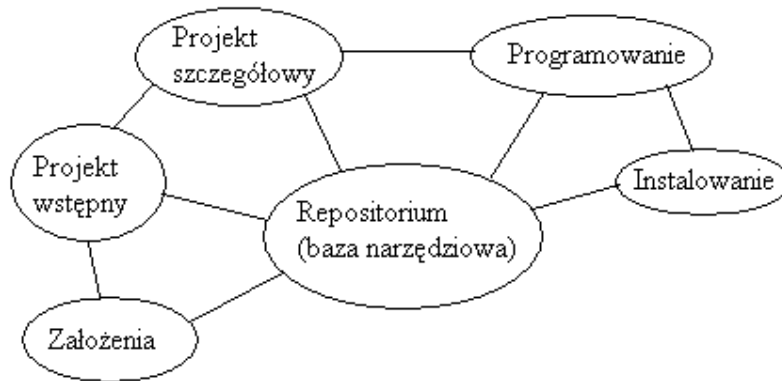 Projekt
szczegółowy
Programowanie
Projekt
wstępny
Instalowanie
Repositorium
(baza narzędziowa)
Założenia